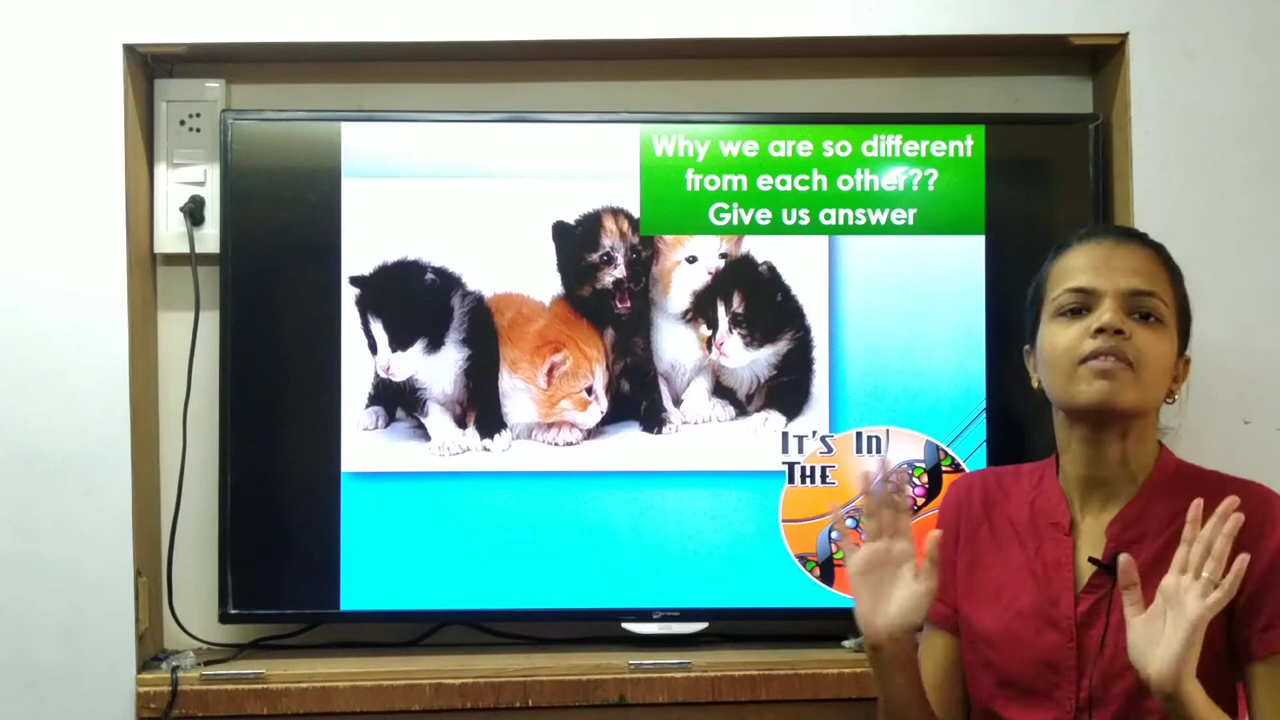 Why we are so different
from each other??
Give us answer
It's In
The